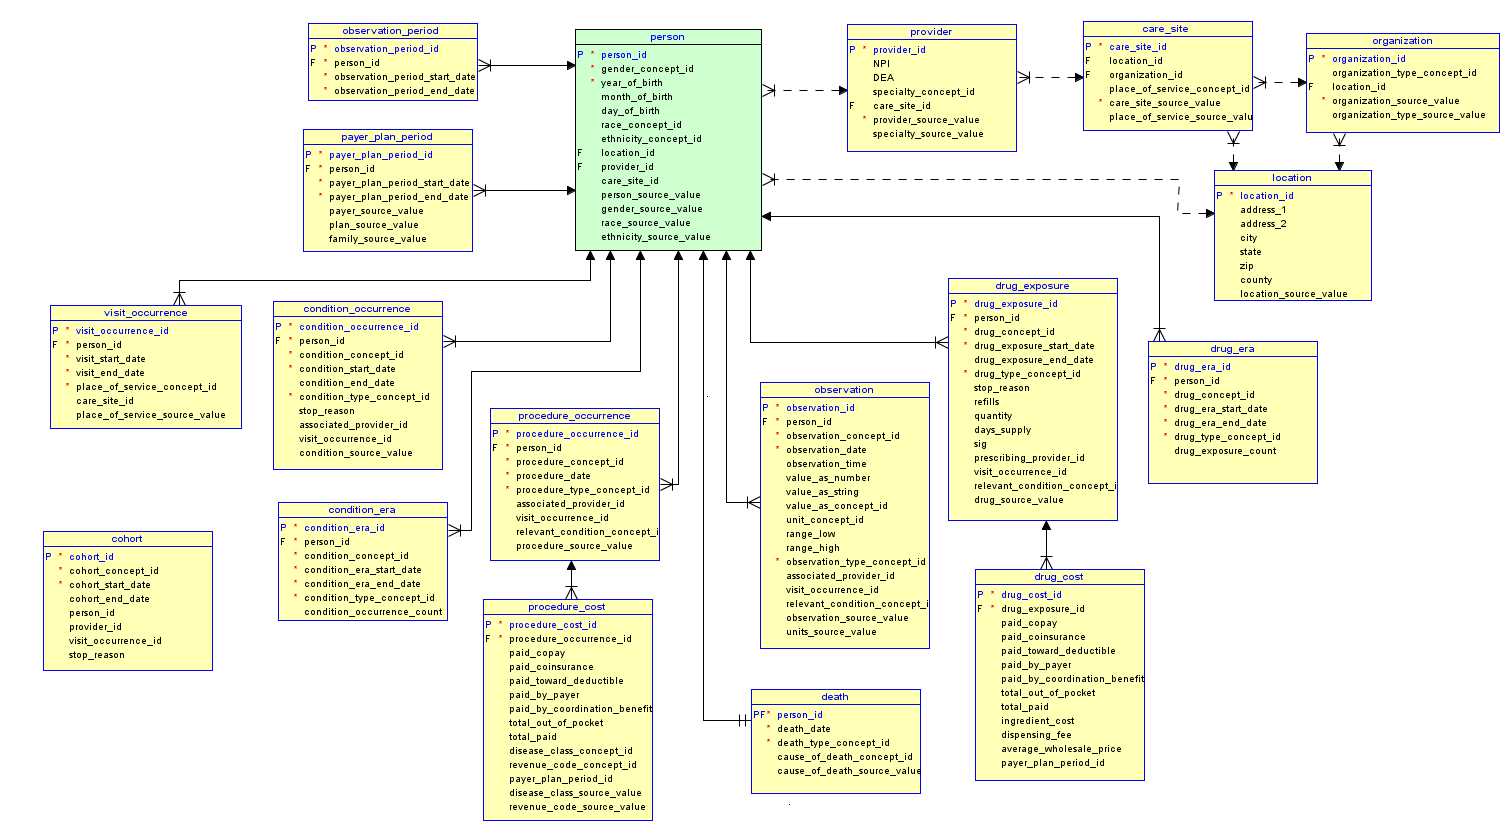 observation_period
P * observation_period_id
F * person_id
* observation_period_start_date
* observation_period_end_date
payer_plan_period
P * payer_plan_period_id
F * person_id
* payer_plan_period_start_date
* payer_plan_period_end_date
payer_source_value
plan_source_value
family_source_value
person
P * person_id
* gender_concept_id
* year_of_birth
month_of_birth
day_of_birth
race_concept_id
ethnicity_concept_id
F location_id
F provider_id
care_site_id
person_source_value
gender_source_value
race_source_value
ethnicity_source_value
provider
P * provider_id
NPI
DEA
specialty_concept_id
F care_site_id
* provider_source_value
specialty_source_value
care_site
P * care_site_id
F location_id
F organization_id
place_of_service_concept_id
* care_site_source_value
place_of_service_source_valu
organization
P * organization_id
organization_type_concept_id
F location_id
* organization_source_value
organization_type_source_value
location
P * location_id
address_1
address_2
city
state
zip
county
location_source_value
visit_occurrence
P * visit_occurrence_id
F * person_id
* visit_start_date
* visit_end_date
* place_of_service_concept_id
care_site_id
place_of_service_source_value
condition_occurrence
P * condition_occurrence_id
F * person_id
* condition_concept_id
* condition_start_date
condition_end_date
* condition_type_concept_id
stop_reason
associated_provider_id
visit_occurrence_id
condition_source_value
procedure_occurrence
P * procedure_occurrence_id
F * person_id
* procedure_concept_id
* procedure_date
* procedure_type_concept_id
associated_provider_id
visit_occurrence_id
relevant_condition_concept_i
procedure_source_value
observation
P * observation_id
F * person_id
* observation_concept_id
* observation_date
observation_time
value_as_number
value_as_string
value_as_concept_id
unit_concept_id
range_low
range_high
* observation_type_concept_id
associated_provider_id
visit_occurrence_id
relevant_condition_concept_i
observation_source_value
units_source_value
drug_exposure
P * drug_exposure_id
F * person_id
* drug_concept_id
* drug_exposure_start_date
drug_exposure_end_date
* drug_type_concept_id
stop_reason
refills
quantity
days_supply
sig
prescribing_provider_id
visit_occurrence_id
relevant_condition_concept_i
drug_source_value
drug_era
P * drug_era_id
F * person_id
* drug_concept_id
* drug_era_start_date
* drug_era_end_date
* drug_type_concept_id
drug_exposure_count
cohort
P * cohort_id
* cohort_concept_id
* cohort_start_date
cohort_end_date
person_id
provider_id
visit_occurrence_id
stop_reason
condition_era
P * condition_era_id
F * person_id
* condition_concept_id
* condition_era_start_date
* condition_era_end_date
* condition_type_concept_id
condition_occurrence_count
procedure_cost
P * procedure_cost_id
F * procedure_occurrence_id
paid_copay
paid_coinsurance
paid_toward_deductible
paid_by_payer
paid_by_coordination_benefit
total_out_of_pocket
total_paid
disease_class_concept_id
revenue_code_concept_id
payer_plan_period_id
disease_class_source_value
revenue_code_source_value
death
PF* person_id
* death_date
* death_type_concept_id
cause_of_death_concept_id
cause_of_death_source_value
drug_cost
P * drug_cost_id
F * drug_exposure_id
paid_copay
paid_coinsurance
paid_toward_deductible
paid_by_payer
paid_by_coordination_benefit
total_out_of_pocket
total_paid
ingredient_cost
dispensing_fee
average_wholesale_price
payer_plan_period_id